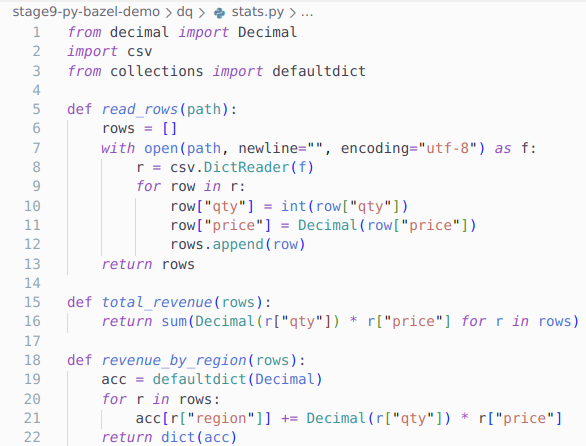 stage9-py-bazel-demo > dq > stats.py > ...
1 from decimal import Decimal
2 import csv
3 from collections import defaultdict
4
5 def read_rows(path):
6     rows = []
7     with open(path, newline="", encoding="utf-8") as f:
8         r = csv.DictReader(f)
9         for row in r:
10             row["qty"] = int(row["qty"])
11             row["price"] = Decimal(row["price"])
12             rows.append(row)
13     return rows
14
15 def total_revenue(rows):
16     return sum(Decimal(r["qty"]) * r["price"] for r in rows)
17
18 def revenue_by_region(rows):
19     acc = defaultdict(Decimal)
20     for r in rows:
21         acc[r["region"]] += Decimal(r["qty"]) * r["price"]
22     return dict(acc)